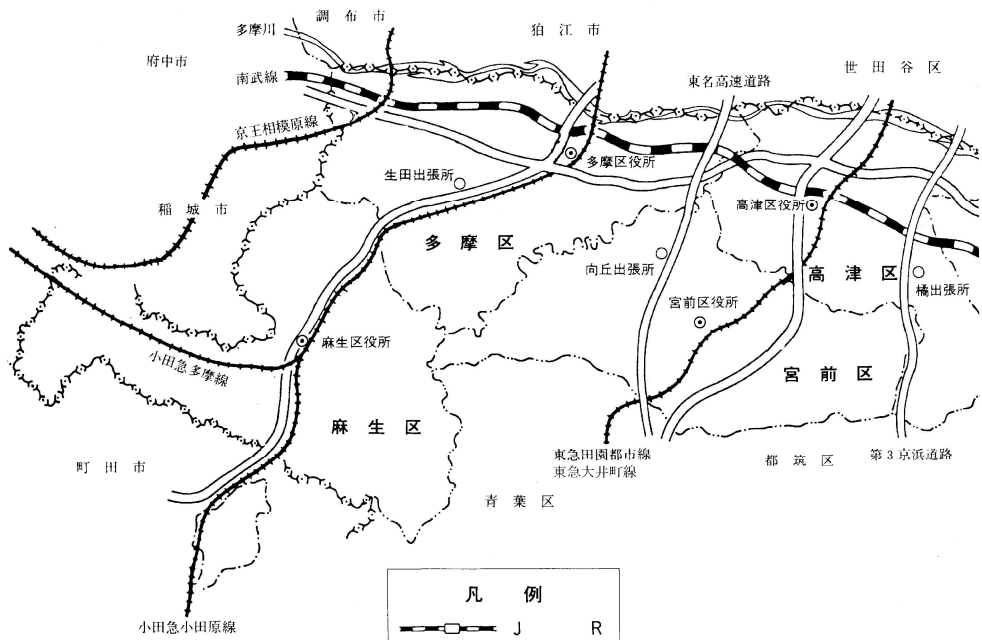 調布市
多摩川
狛江市
府中市
世田谷区
南武線
東名高速道路
京王相模原線
多摩区役所
生田出張所
高津区役所
稲城市
多摩区
向丘出張所
高津区
橘出張所
宮前区役所
麻生区役所
小田急多摩線
宮前区
麻生区
東急田園都市線
東急大井町線
都筑区
第3京浜道路
町田市
青葉区
凡例
小田急小田原線
JR